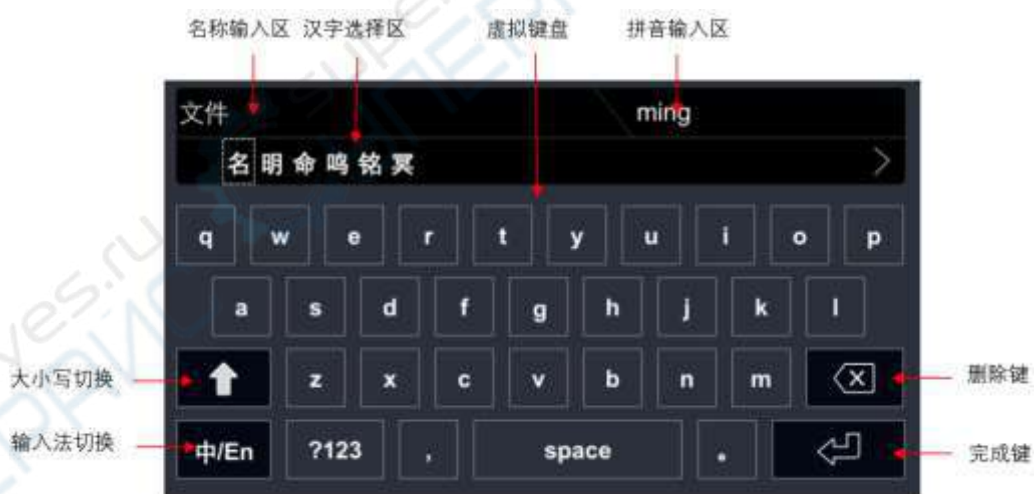 名称输入区 汉字选择区 虚拟键盘 拼音输入区
文件 ming
名 明 命 鸣 铭 冥 >
q w e r t y u i o p
a s d f g h j k l
大小写切换 z x c v b n m 删除键
输入法切换 中/En ?123 , space 。 完成键